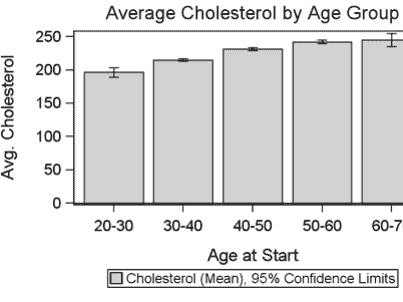 Average Cholesterol by Age Group
Avg. Cholesterol
250
200
150
100
50
0
20-30 30-40 40-50 50-60
Age at Start
Cholesterol (Mean), 95% Confidence Limits